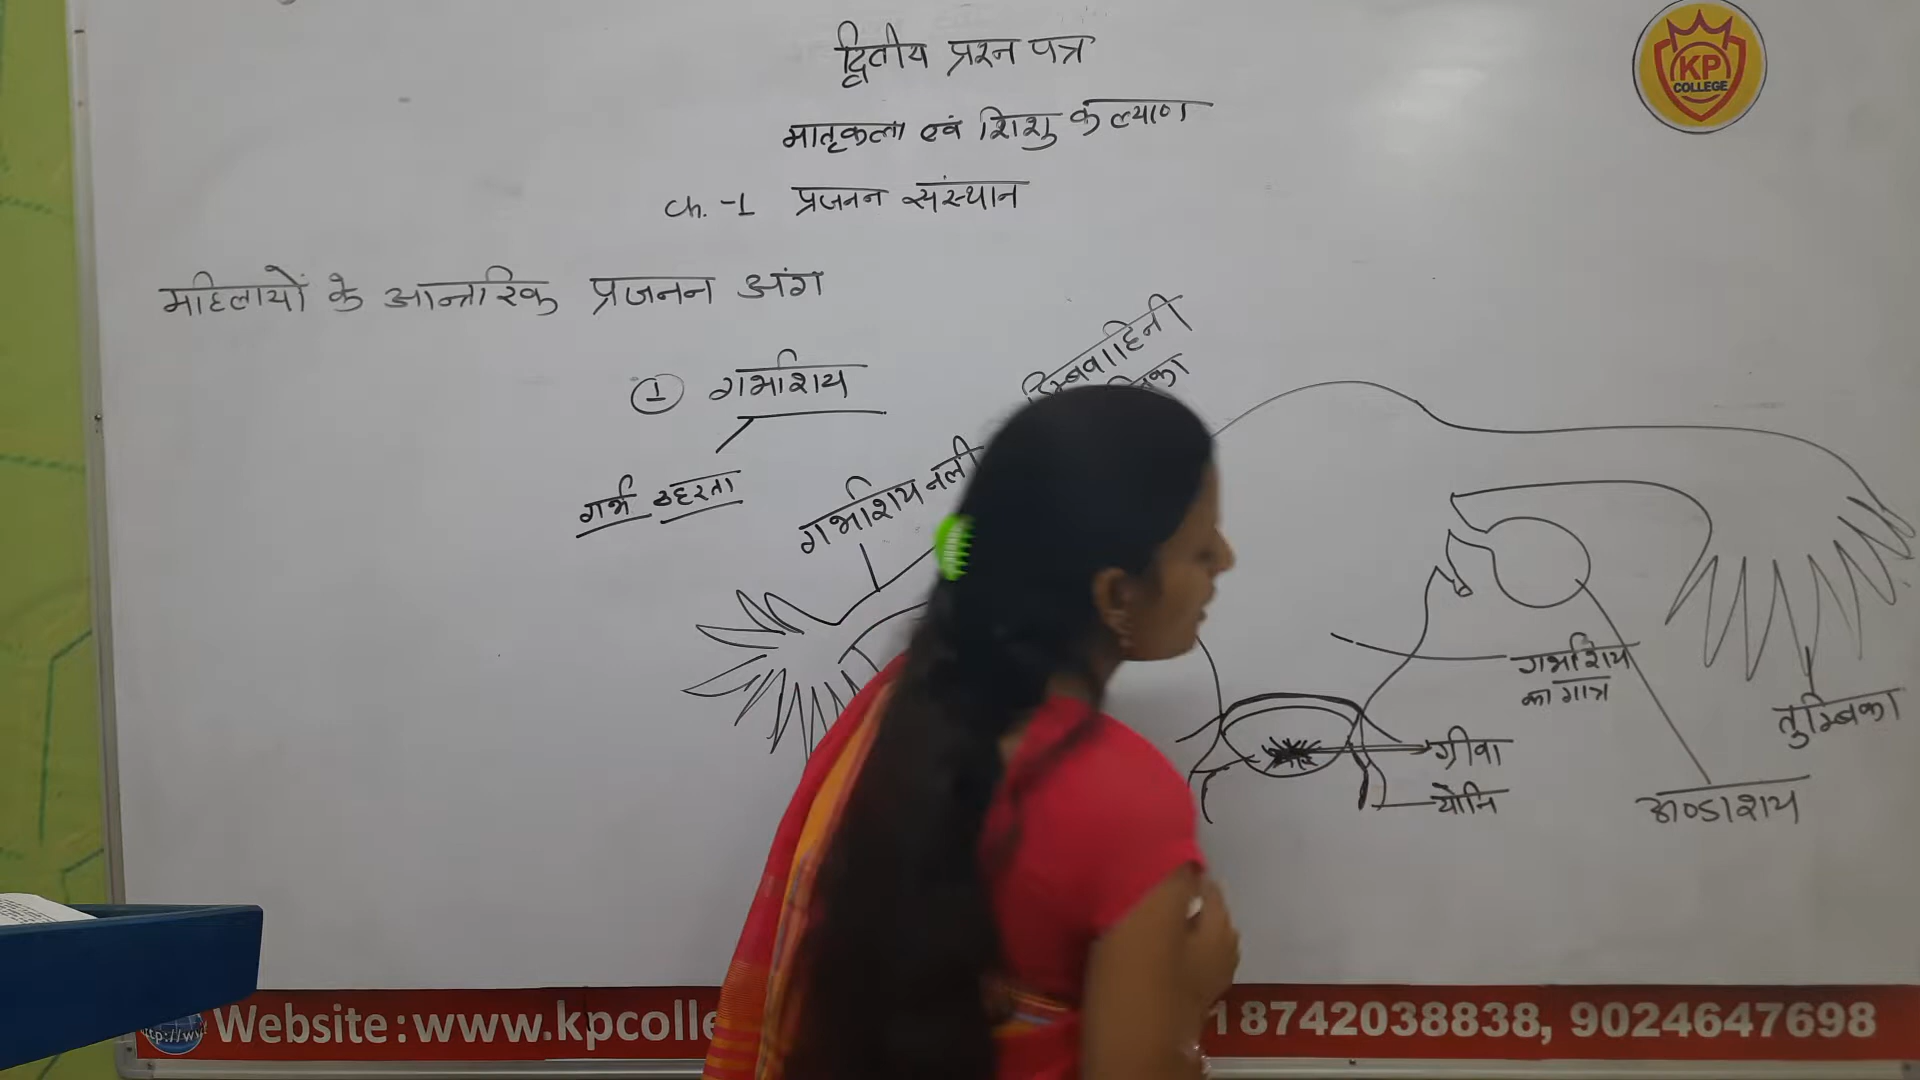 द्वितीय प्रश्न पत्र
मातृकला एवं शिशु कल्याण
Ch. -1 प्रजनन संस्थान
महिलायों के आन्तरिक प्रजनन अंग
① गर्भाशय
गर्भ ठहरता
गर्भाशय नली
डिम्बवाहिनी
गर्भाशय
का गात्र
तुम्बिका
ग्रीवा
योनि
अण्डाशय
KP
COLLEGE
Website:www.kpcolle
18742038838, 9024647698